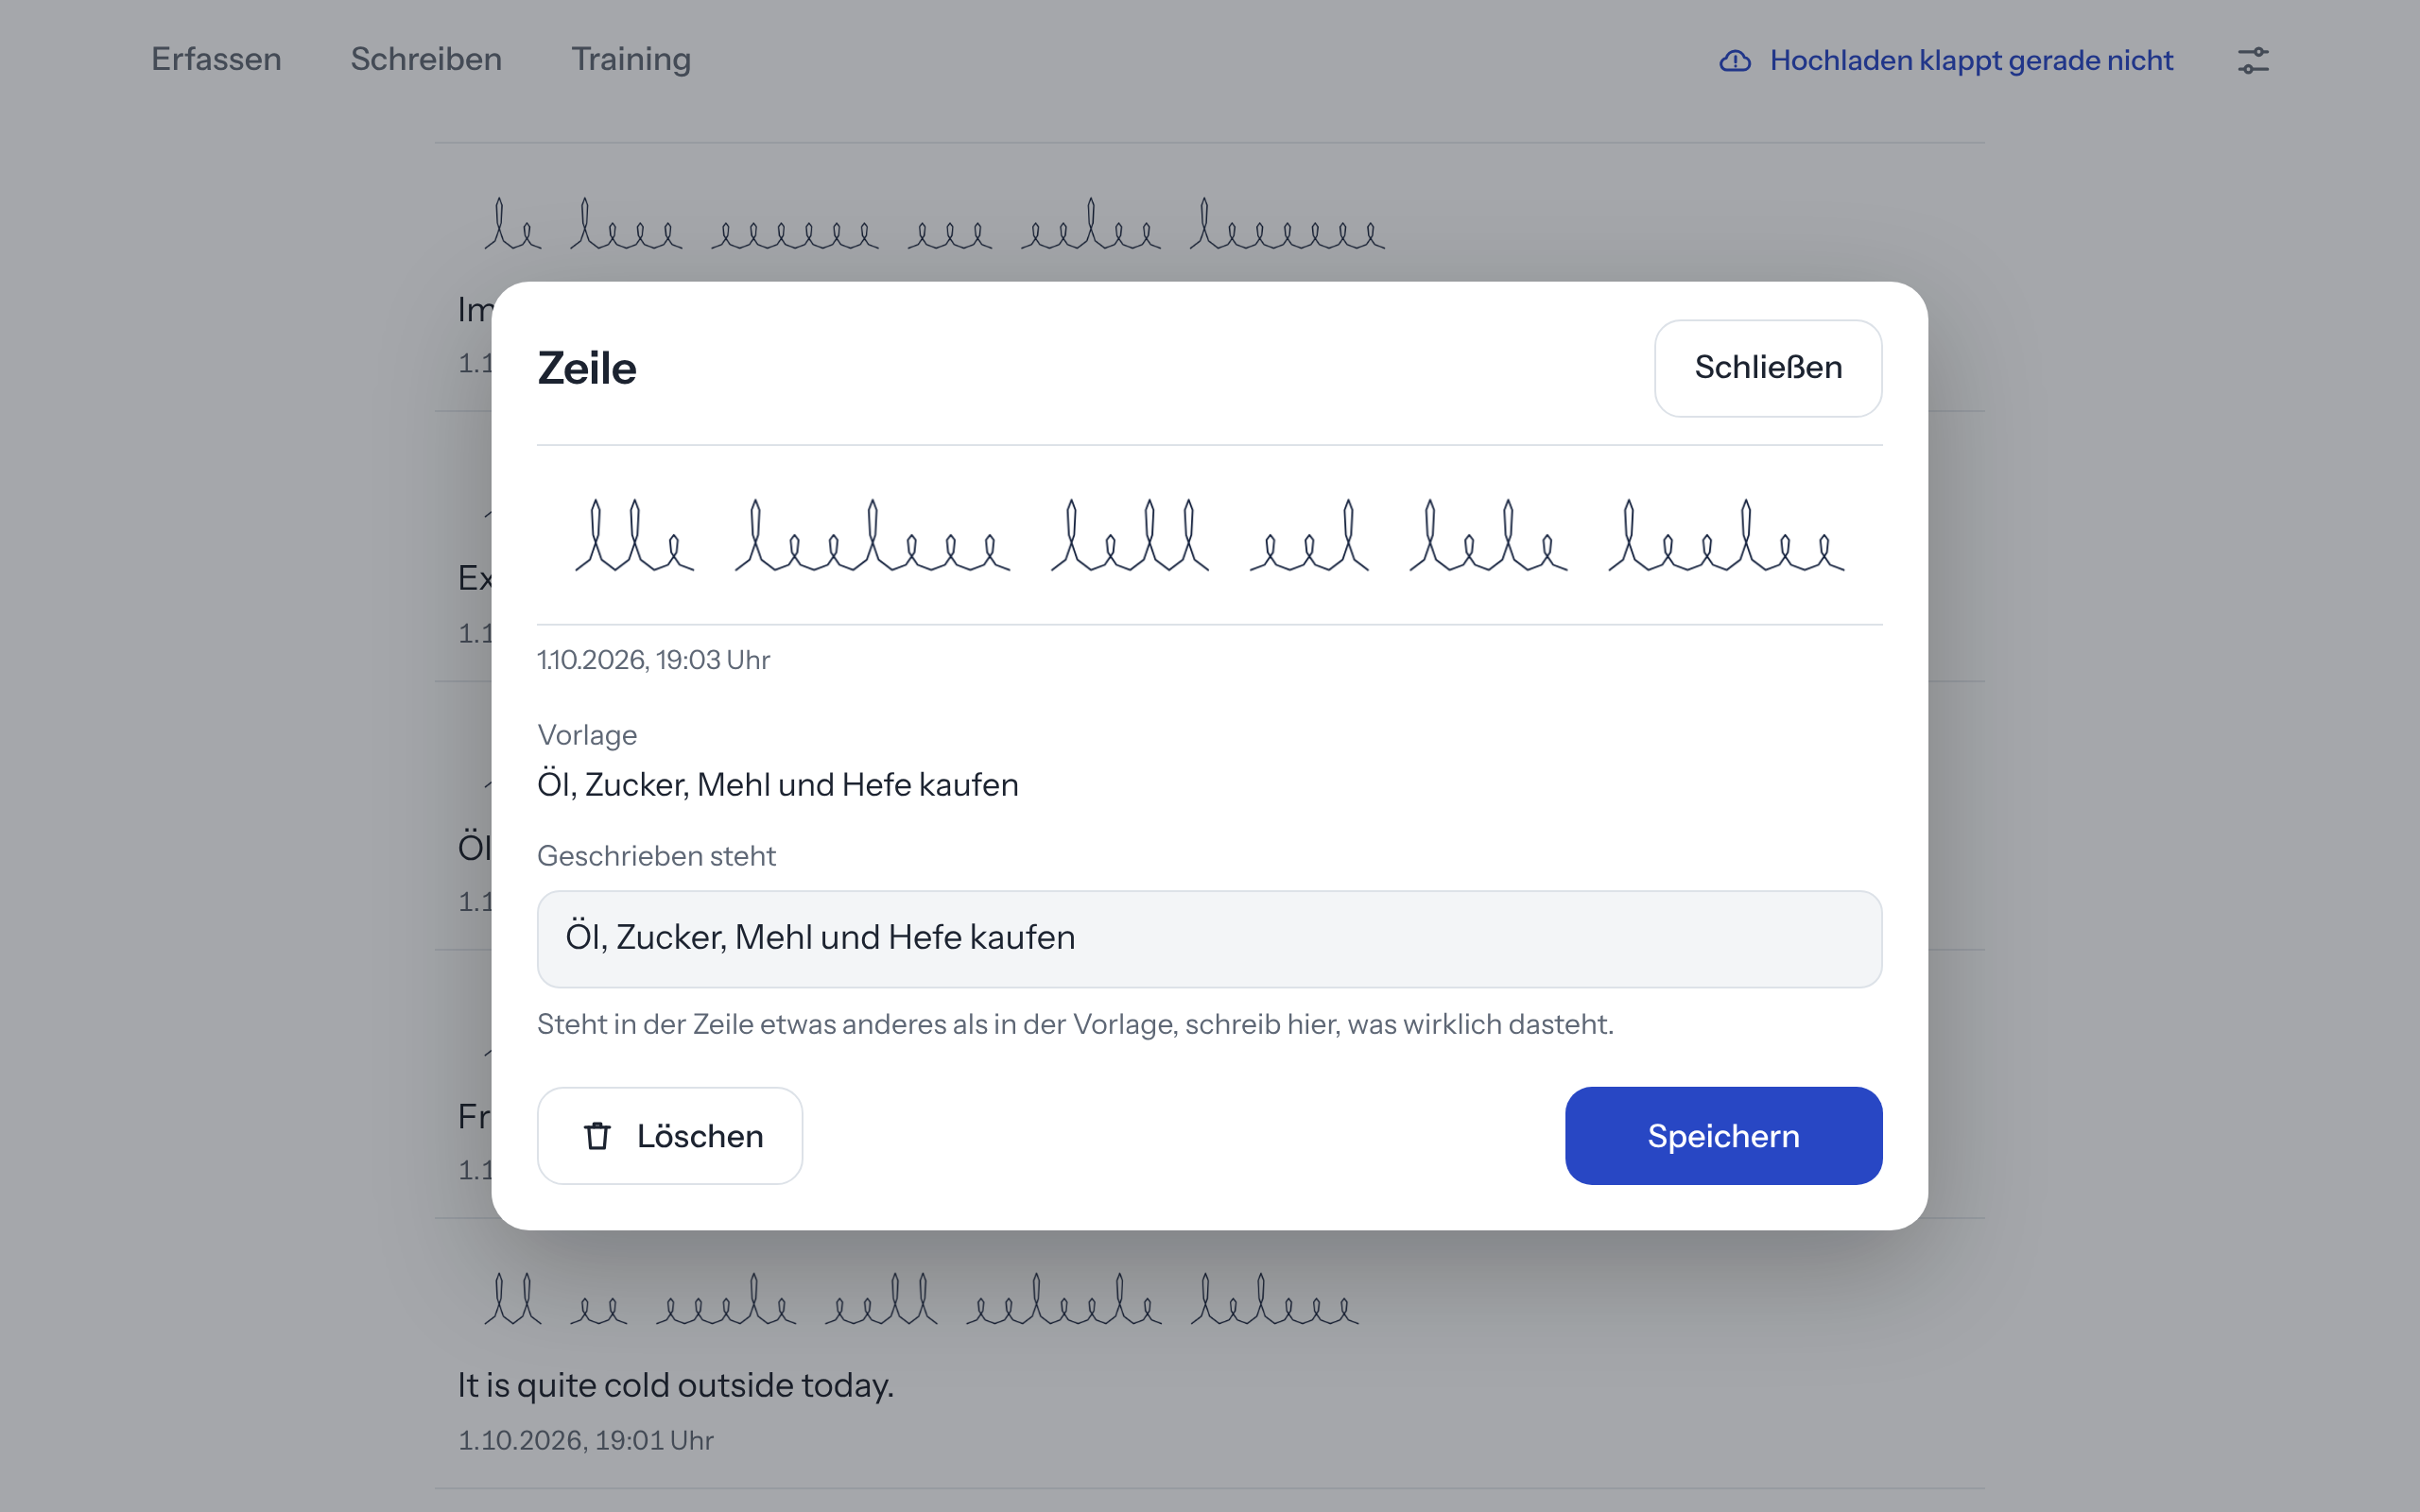 Erfassen Schreiben Training Hochladen klappt gerade nicht
Zeile Schließen
1.10.2026, 19:03 Uhr
Vorlage
Öl, Zucker, Mehl und Hefe kaufen
Geschrieben steht
Öl, Zucker, Mehl und Hefe kaufen
Steht in der Zeile etwas anderes als in der Vorlage, schreib hier, was wirklich dasteht.
Löschen Speichern
It is quite cold outside today.
1.10.2026, 19:01 Uhr